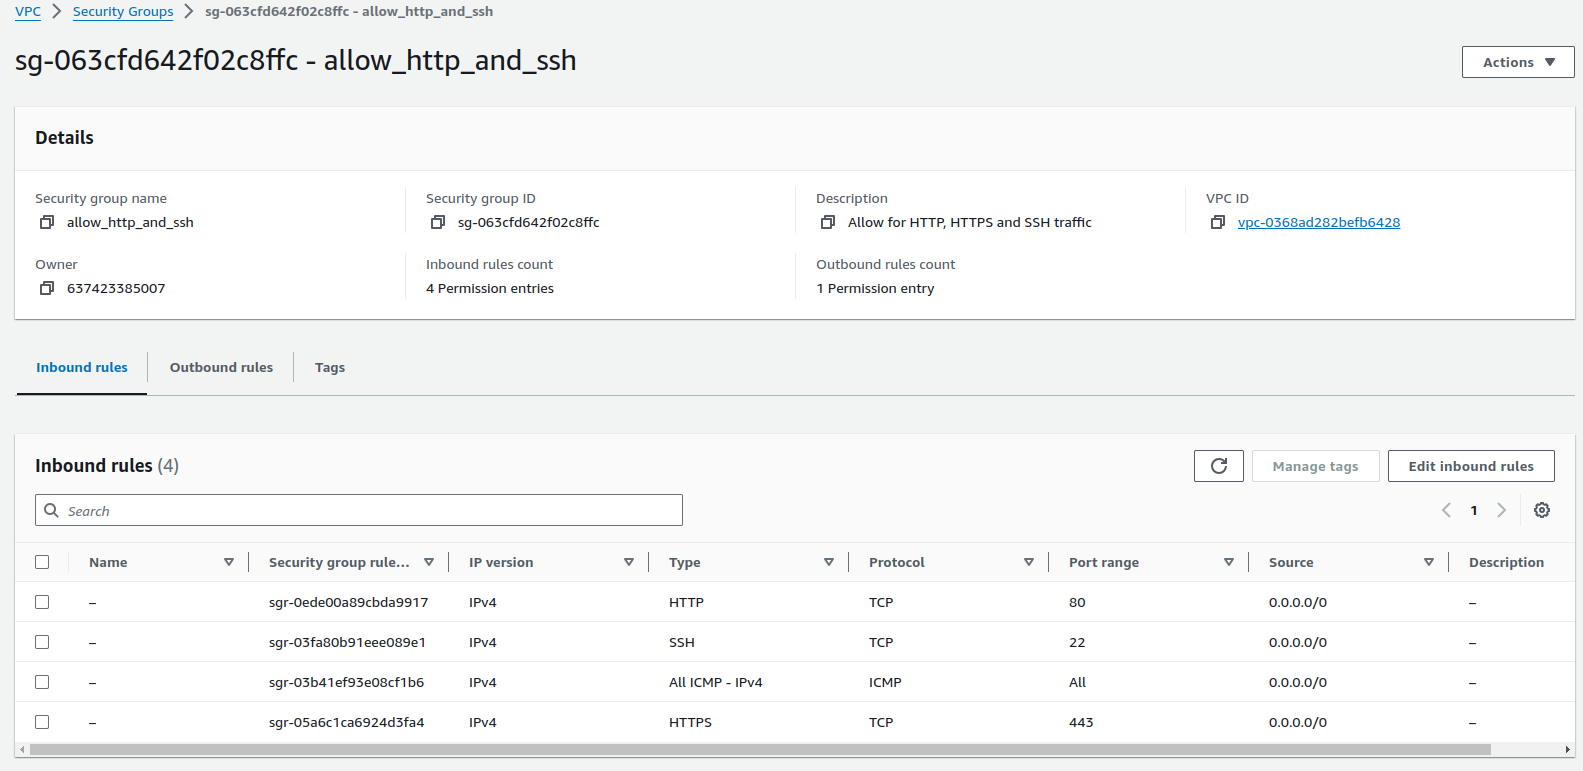 VPC > Security Groups > sg-063cfd642f02c8ffc - allow_http_and_ssh
sg-063cfd642f02c8ffc - allow_http_and_ssh
Actions
Details
Security group name
allow_http_and_ssh
Security group ID
sg-063cfd642f02c8ffc
Description
Allow for HTTP, HTTPS and SSH traffic
VPC ID
vpc-0368ad282befb6428
Owner
637423385007
Inbound rules count
4 Permission entries
Outbound rules count
1 Permission entry
Inbound rules Outbound rules Tags
Inbound rules (4)
Manage tags Edit inbound rules
Search
1
Name Security group rule... IP version Type Protocol Port range Source Description
– sgr-0ede00a89cbda9917 IPv4 HTTP TCP 80 0.0.0.0/0 –
– sgr-03fa80b91eee089e1 IPv4 SSH TCP 22 0.0.0.0/0 –
– sgr-03b41ef93e08cf1b6 IPv4 All ICMP - IPv4 ICMP All 0.0.0.0/0 –
– sgr-05a6c1ca6924d3fa4 IPv4 HTTPS TCP 443 0.0.0.0/0 –